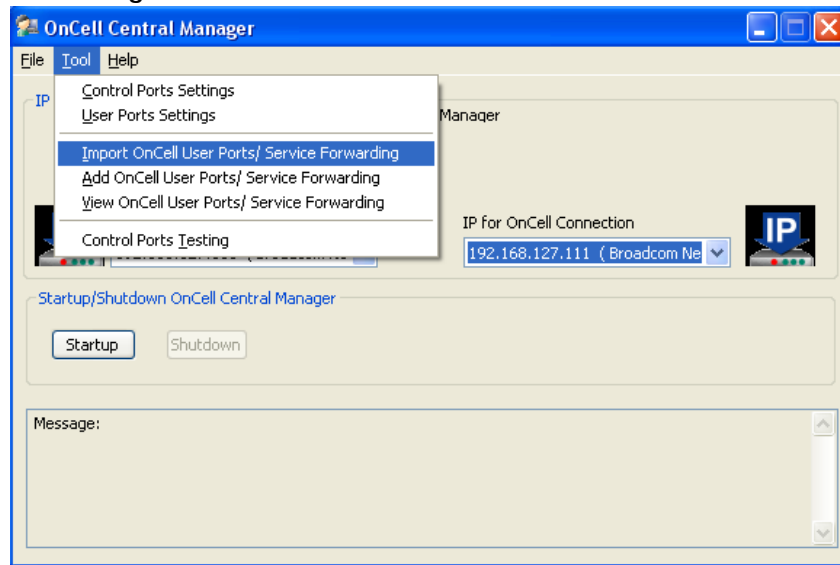 OnCell Central Manager
File Tool Help
Control Ports Settings
User Ports Settings
Import OnCell User Ports/ Service Forwarding
Add OnCell User Ports/ Service Forwarding
View OnCell User Ports/ Service Forwarding
Control Ports Testing
IP
Manager
IP for OnCell Connection
192.168.127.111 ( Broadcom Ne
IP
Startup/Shutdown OnCell Central Manager
Startup Shutdown
Message: